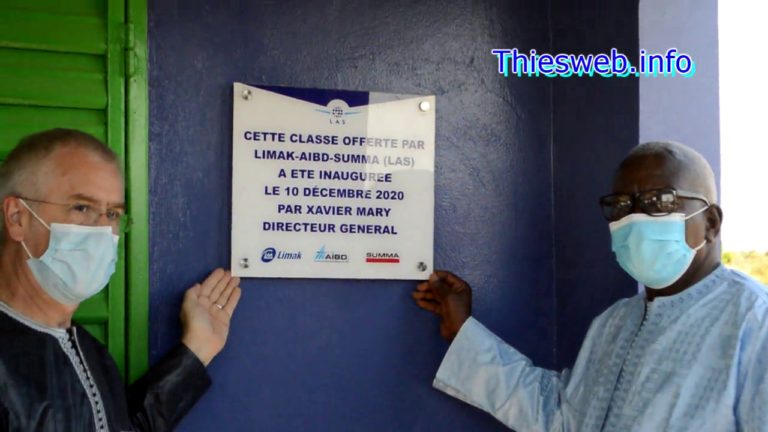 Thiesweb.info
LAS
CETTE CLASSE OFFERTE PAR
LIMAK-AIBD-SUMMA (LAS)
A ETE INAUGUREE
LE 10 DÉCEMBRE 2020
PAR XAVIER MARY
DIRECTEUR GENERAL
Limak AIBD SUMMA